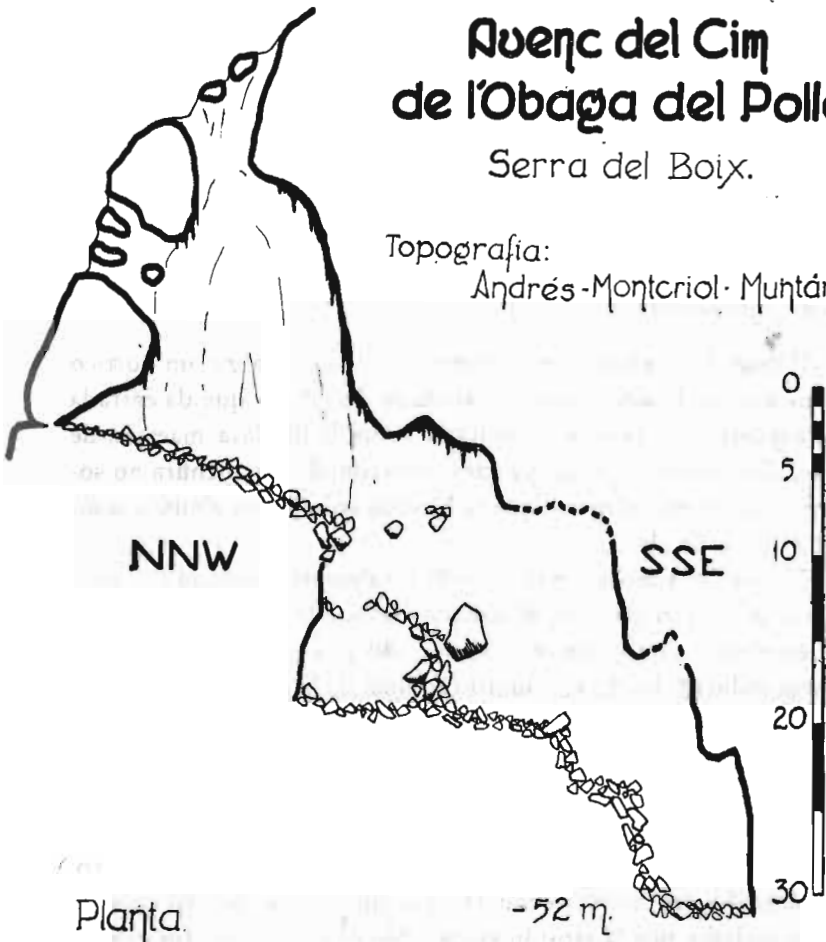 Avenc del Cim
de l'Obaga del Poll
Serra del Boix.
Topografia:
Andrés-Montcriol·Muntán
0
5
10
20
30
NNW
SSE
Planta.
-52 m.